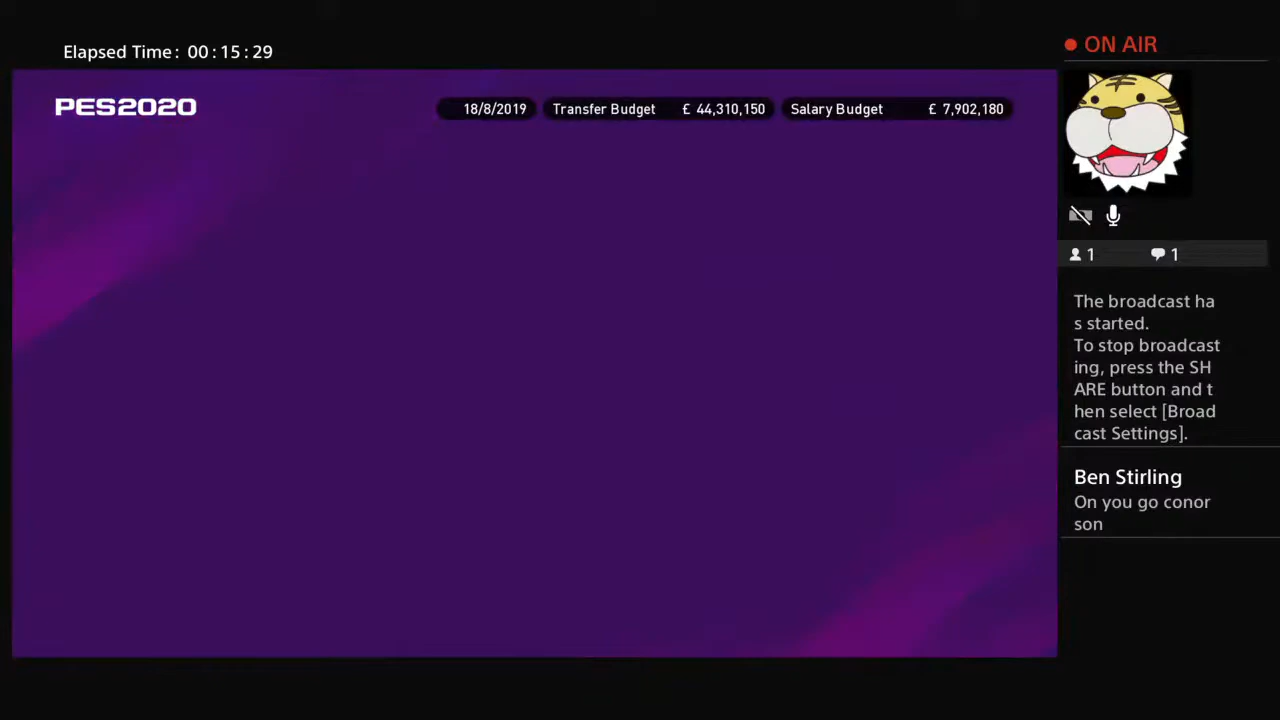 Elapsed Time: 00:15:29
ON AIR
PES2020
18/8/2019 Transfer Budget £ 44,310,150 Salary Budget £ 7,902,180
1 1
The broadcast ha
s started.
To stop broadcast
ing, press the SH
ARE button and t
hen select [Broad
cast Settings].
Ben Stirling
On you go conor
son